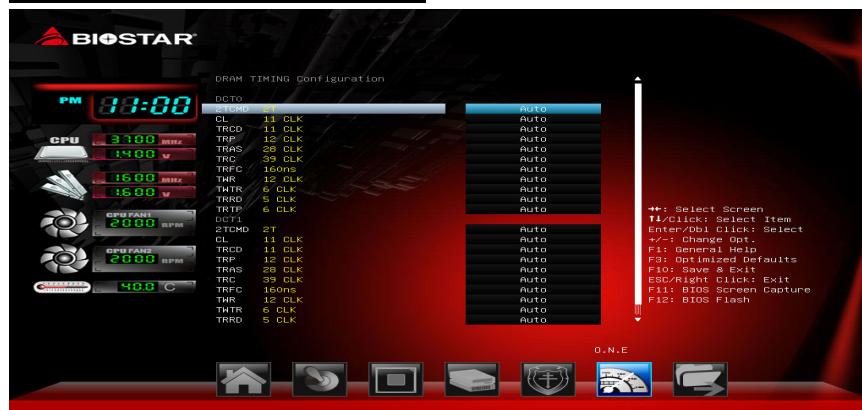 BIOSTAR
DRAM TIMING Configuration
PM 11:00
DCT0
2TCMD 2T Auto
CL 11 CLK Auto
TRCD 11 CLK Auto
TRP 12 CLK Auto
TRAS 28 CLK Auto
TRC 39 CLK Auto
TRFC 160ns Auto
TWR 12 CLK Auto
TWTR 6 CLK Auto
TRRD 5 CLK Auto
TRTP 6 CLK Auto
DCT1
2TCMD 2T Auto
CL 11 CLK Auto
TRCD 11 CLK Auto
TRP 12 CLK Auto
TRAS 28 CLK Auto
TRC 39 CLK Auto
TRFC 160ns Auto
TWR 12 CLK Auto
TWTR 6 CLK Auto
TRRD 5 CLK Auto
CPU 3700 MHz
1.400 V
1600 MHz
1.600 V
CPU FAN1
2000 RPM
CPU FAN2
2000 RPM
40.0 C
→←: Select Screen
↑↓/Click: Select Item
Enter/Dbl Click: Select
+/-: Change Opt.
F1: General Help
F3: Optimized Defaults
F10: Save & Exit
ESC/Right Click: Exit
F11: BIOS Screen Capture
F12: BIOS Flash
O.N.E